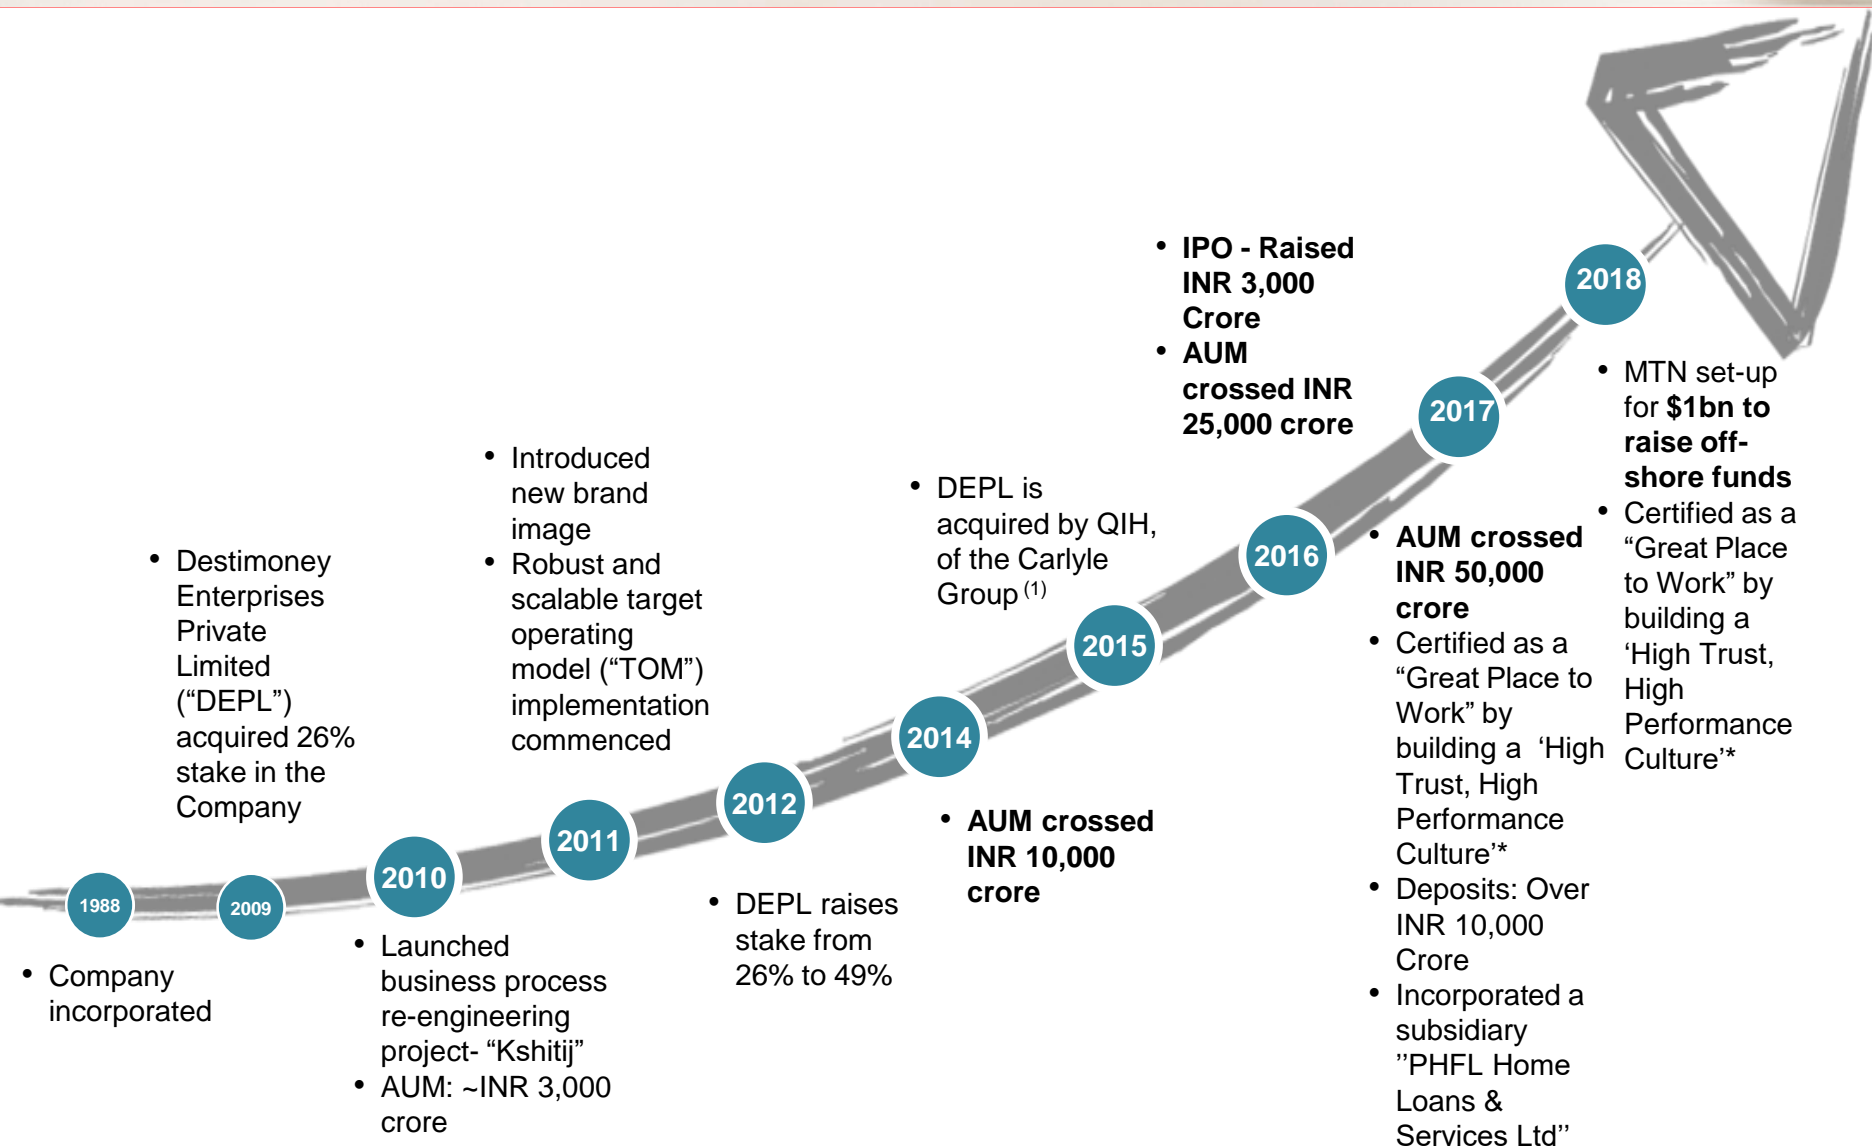 1988
• Company
incorporated
2009
• Destimoney
Enterprises
Private
Limited
(“DEPL”)
acquired 26%
stake in the
Company
2010
• Launched
business process
re-engineering
project- “Kshitij”
• AUM: ~INR 3,000
crore
2011
• Introduced
new brand
image
• Robust and
scalable target
operating
model (“TOM”)
implementation
commenced
2012
• DEPL raises
stake from
26% to 49%
2014
• AUM crossed
INR 10,000
crore
2015
• DEPL is
acquired by QIH,
of the Carlyle
Group (1)
2016
• IPO - Raised
INR 3,000
Crore
• AUM
crossed INR
25,000 crore
2017
• AUM crossed
INR 50,000
crore
• Certified as a
“Great Place to
Work” by
building a ‘High
Trust, High
Performance
Culture’*
• Deposits: Over
INR 10,000
Crore
• Incorporated a
subsidiary
’’PHFL Home
Loans &
Services Ltd’’
2018
• MTN set-up
for $1bn to
raise off-
shore funds
• Certified as a
“Great Place
to Work” by
building a
‘High Trust,
High
Performance
Culture’*